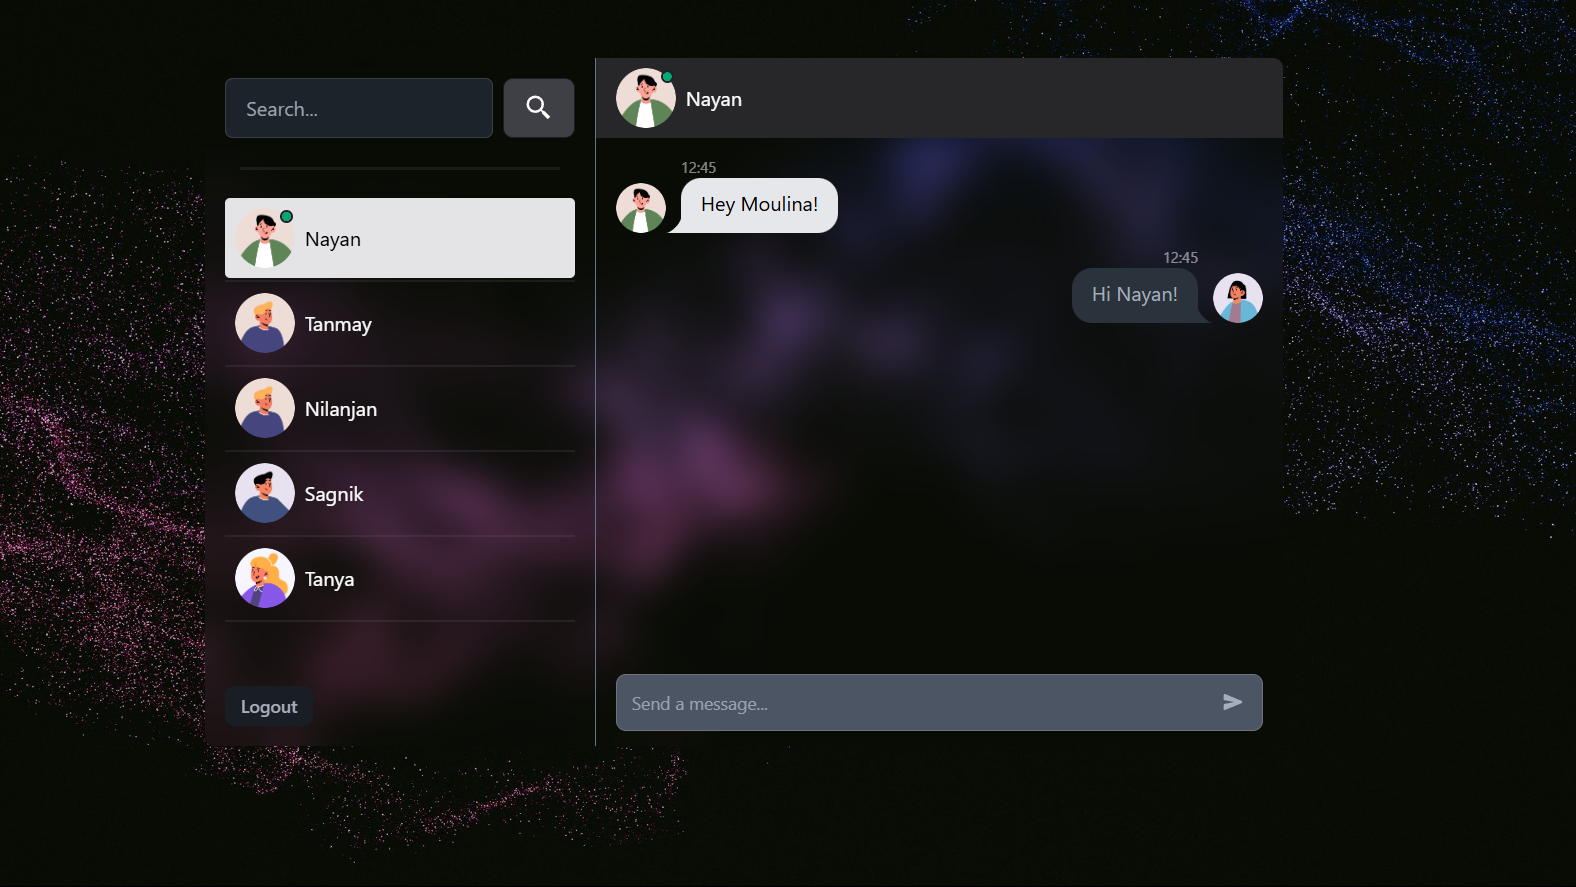 Search...
Nayan
Tanmay
Nilanjan
Sagnik
Tanya
Logout
Nayan
12:45
Hey Moulina!
12:45
Hi Nayan!
Send a message...